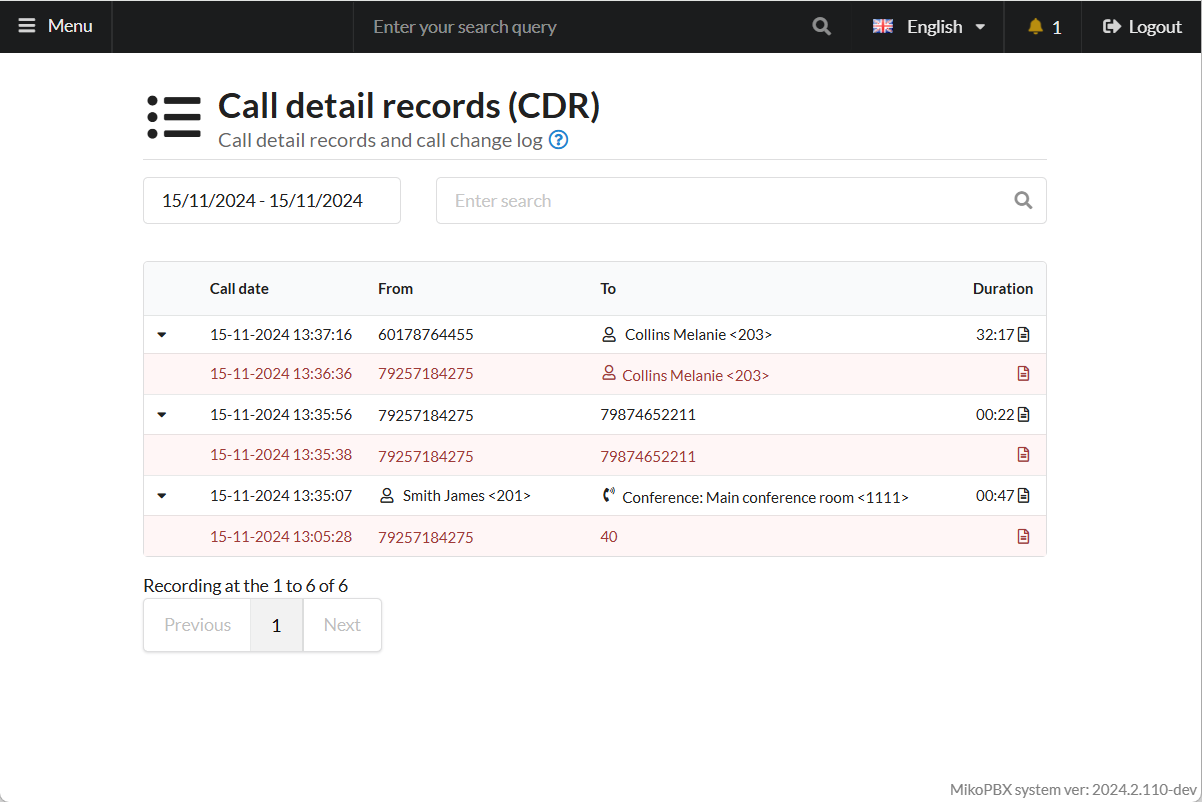 Menu Enter your search query English 1 Logout
Call detail records (CDR)
Call detail records and call change log ?
15/11/2024 - 15/11/2024 Enter search
Call date From To Duration
15-11-2024 13:37:16 60178764455 Collins Melanie <203> 32:17
15-11-2024 13:36:36 79257184275 Collins Melanie <203>
15-11-2024 13:35:56 79257184275 79874652211 00:22
15-11-2024 13:35:38 79257184275 79874652211
15-11-2024 13:35:07 Smith James <201> Conference: Main conference room <1111> 00:47
15-11-2024 13:05:28 79257184275 40
Recording at the 1 to 6 of 6
Previous 1 Next
MikoPBX system ver: 2024.2.110-dev